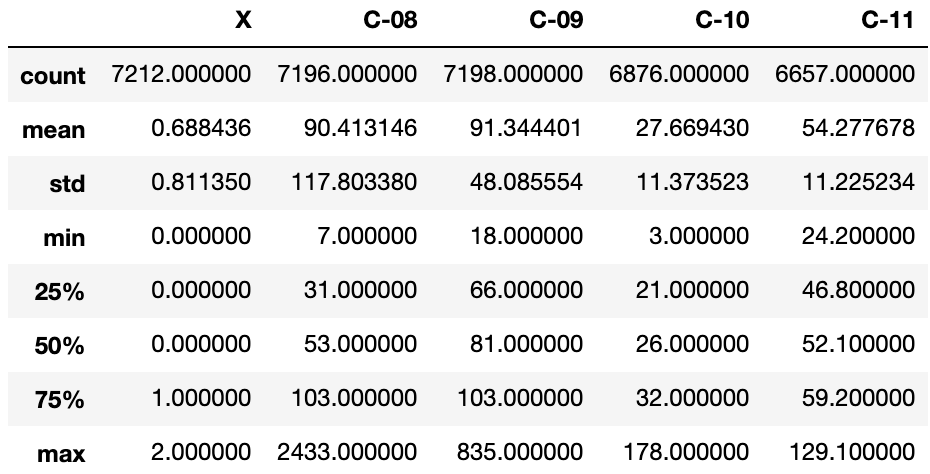 X C-08 C-09 C-10 C-11
count 7212.000000 7196.000000 7198.000000 6876.000000 6657.000000
mean 0.688436 90.413146 91.344401 27.669430 54.277678
std 0.811350 117.803380 48.085554 11.373523 11.225234
min 0.000000 7.000000 18.000000 3.000000 24.200000
25% 0.000000 31.000000 66.000000 21.000000 46.800000
50% 0.000000 53.000000 81.000000 26.000000 52.100000
75% 1.000000 103.000000 103.000000 32.000000 59.200000
max 2.000000 2433.000000 835.000000 178.000000 129.100000